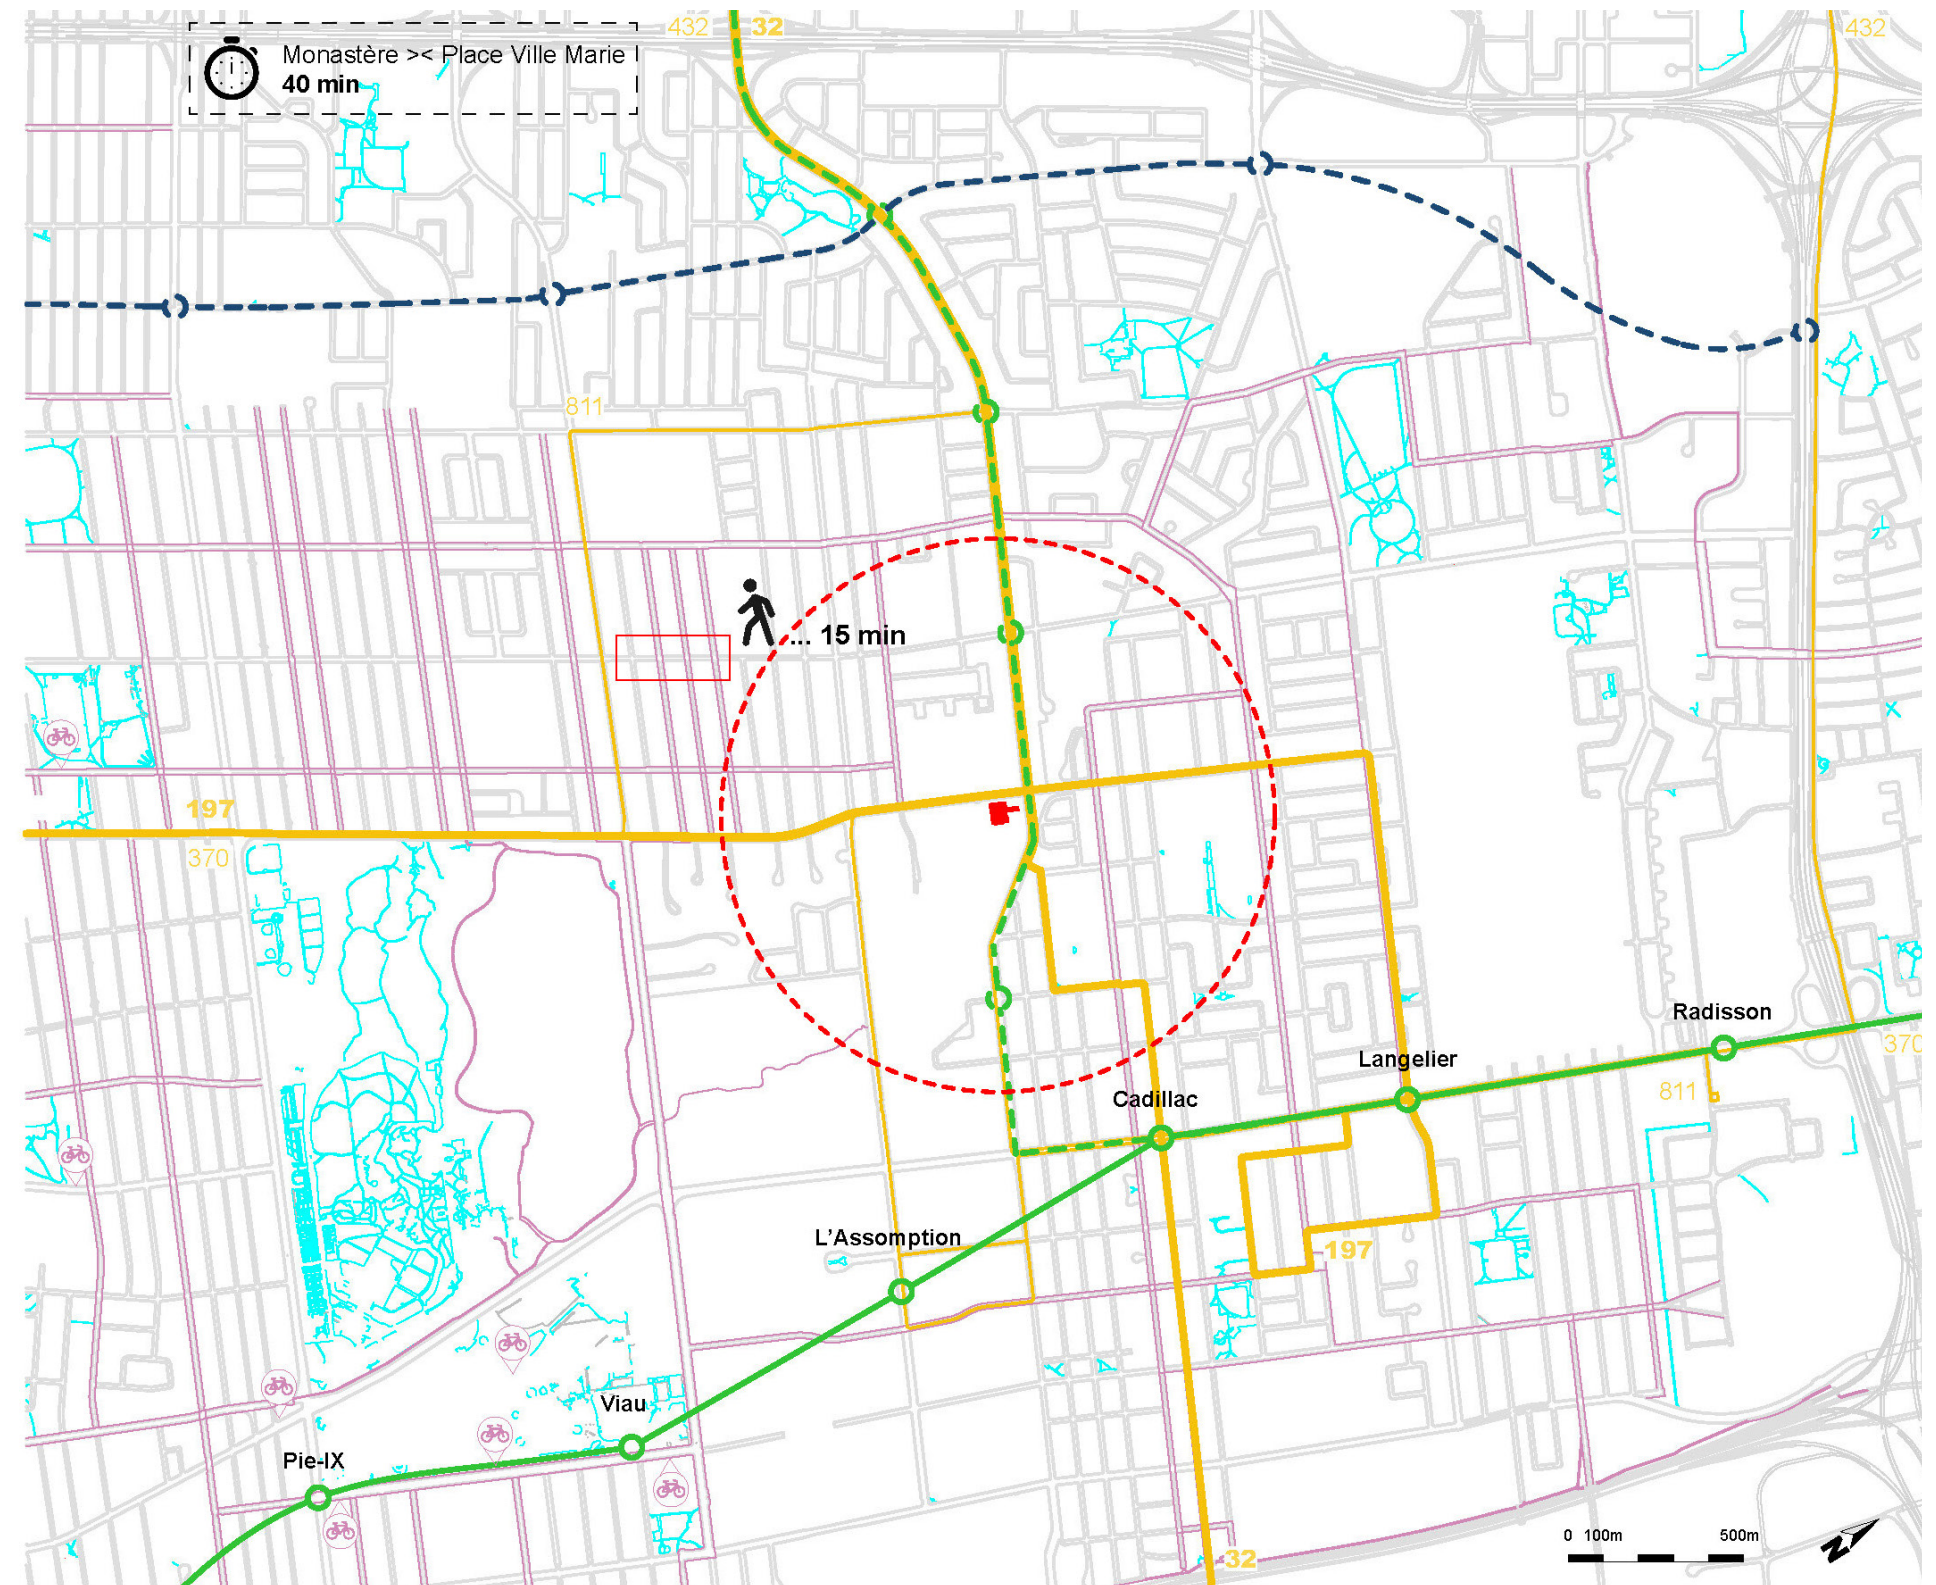 432
32
432
Monastère >< Place Ville Marie
40 min
811
... 15 min
197
370
Radisson
Langelier
370
811
Cadillac
L'Assomption
197
Viau
Pie-IX
0 100m 500m
N
32